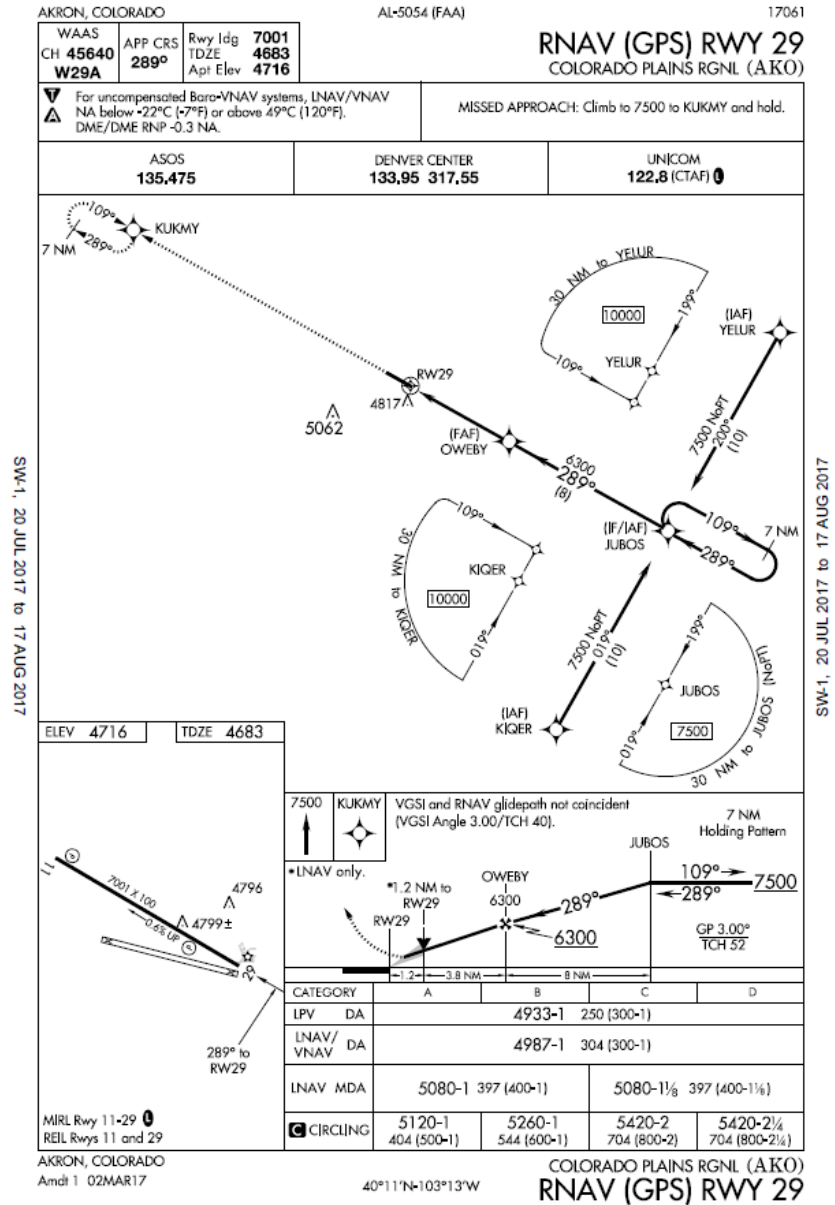 AKRON, COLORADO
AL-5054 (FAA)
17061
WAAS
CH 45640
W29A
APP CRS
289°
Rwy ldg 7001
TDZE 4683
Apt Elev 4716
RNAV (GPS) RWY 29
COLORADO PLAINS RGNL (AKO)
T
A
For uncompensated Baro-VNAV systems, LNAV/VNAV
NA below -22°C (-7°F) or above 49°C (120°F).
DME/DME RNP -0.3 NA.
MISSED APPROACH: Climb to 7500 to KUKMY and hold.
ASOS
135.475
DENVER CENTER
133.95 317.55
UNICOM
122.8 (CTAF) L
109°
289°
7 NM
KUKMY
30 NM to YELUR
10000
199°
109°
YELUR
(IAF)
YELUR
7500 NoPT
200°
(10)
RW29
4817
5062
(FAF)
OWEBY
6300
289°
(8)
(IF/IAF)
JUBOS
109°
289°
7 NM
109°
30 NM to KIQER
10000
KIQER
019°
7500 NoPT
019°
(10)
(IAF)
KIQER
199°
JUBOS
7500
019°
30 NM to JUBOS (NoPT)
SW-1, 20 JUL 2017 to 17 AUG 2017
SW-1, 20 JUL 2017 to 17 AUG 2017
ELEV 4716
TDZE 4683
11
P
7001 X 100
4796
4799±
0.6% UP
P
29
289° to
RW29
MIRL Rwy 11-29 L
REIL Rwys 11 and 29
7500
KUKMY
VGSI and RNAV glidepath not coincident
(VGSI Angle 3.00/TCH 40).
7 NM
Holding Pattern
*LNAV only.
JUBOS
109°
289°
7500
*1.2 NM to
RW29
OWEBY
6300
289°
RW29
6300
GP 3.00°
TCH 52
1.2
3.8 NM
8 NM
CATEGORY A B C D
LPV DA 4933-1 250 (300-1)
LNAV/
VNAV DA 4987-1 304 (300-1)
LNAV MDA 5080-1 397 (400-1) 5080-1⅛ 397 (400-1⅛)
C CIRCLING
5120-1
404 (500-1)
5260-1
544 (600-1)
5420-2
704 (800-2)
5420-2¼
704 (800-2¼)
AKRON, COLORADO
Amdt 1 02MAR17
40°11'N-103°13'W
COLORADO PLAINS RGNL (AKO)
RNAV (GPS) RWY 29